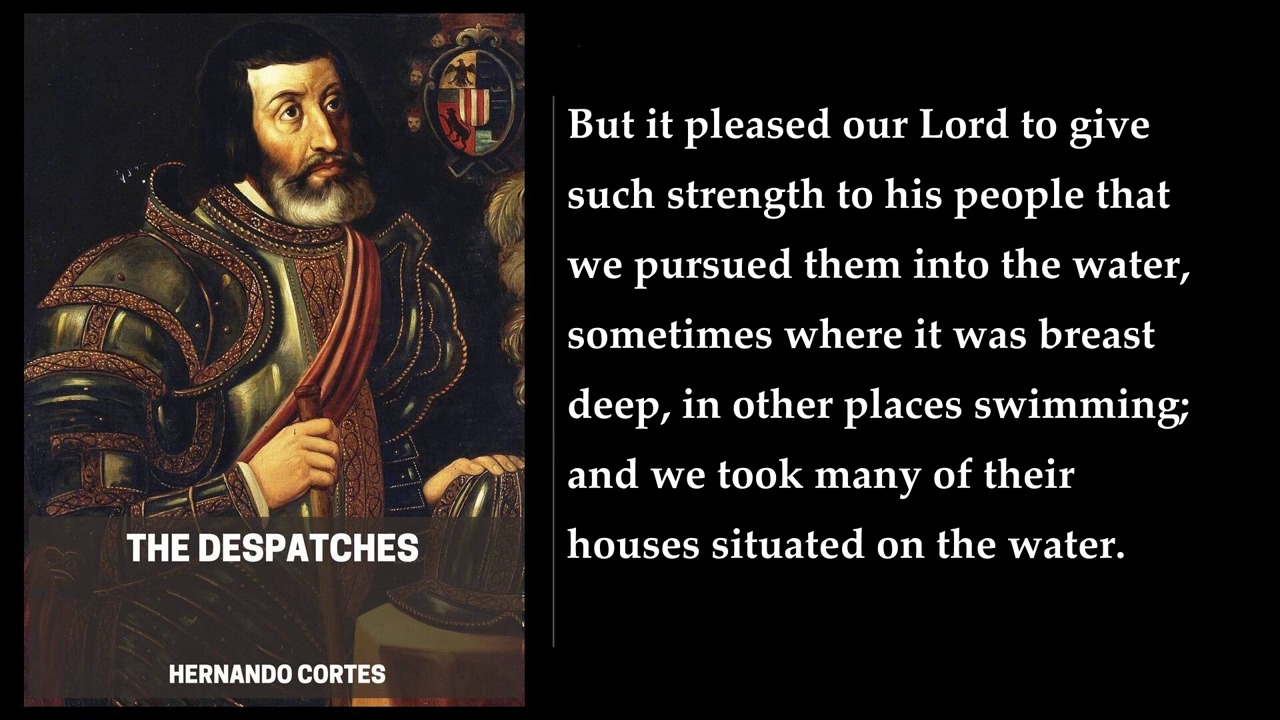 THE DESPATCHES
HERNANDO CORTES
But it pleased our Lord to give
such strength to his people that
we pursued them into the water,
sometimes where it was breast
deep, in other places swimming;
and we took many of their
houses situated on the water.